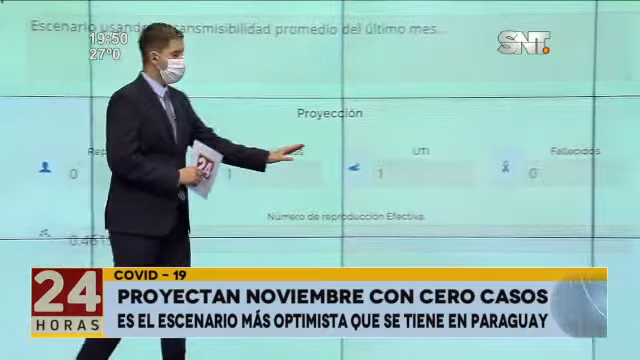 Escenario usando transmisibilidad promedio del último mes..
19:50
27°0
SNT
Proyección
UTI
Fallecidos
0
1
1
0
24
Número de reproducción Efectiva.
COVID - 19
24
HORAS
PROYECTAN NOVIEMBRE CON CERO CASOS
ES EL ESCENARIO MÁS OPTIMISTA QUE SE TIENE EN PARAGUAY